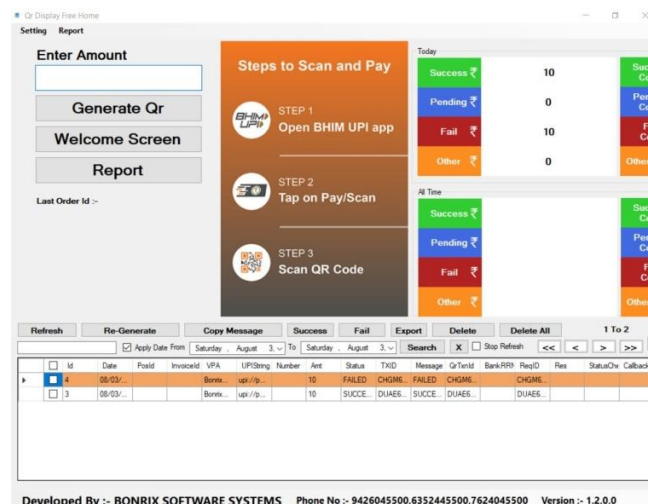 Qr Display Free Home
Setting Report
Enter Amount
Generate Qr
Welcome Screen
Report
Last Order Id :-
Steps to Scan and Pay
BHIM UPI
STEP 1
Open BHIM UPI app
STEP 2
Tap on Pay/Scan
STEP 3
Scan QR Code
Today
Success ₹ 10
Pending ₹ 0
Fail ₹ 10
Other ₹ 0
All Time
Success ₹
Pending ₹
Fail ₹
Other ₹
Refresh Re-Generate Copy Message Success Fail Export Delete Delete All 1 To 2
Apply Date From Saturday , August 3, To Saturday , August 3, Search X Stop Refresh << < > >>
Id Date PosId InvoiceId VPA UPIString Number Amt Status TXID Message QrTxnId BankRRN ReqID Res StatusChe Callback
4 08/03/... Bonrix... upi://p... 10 FAILED CHGM6... FAILED CHGM6... CHGM6...
3 08/03/... Bonrix... upi://p... 10 SUCCE... DUAE6... SUCCE... DUAE6... DUAE6...
Developed By :- BONRIX SOFTWARE SYSTEMS Phone No :- 9426045500,6352445500,7624045500 Version :- 1.2.0.0